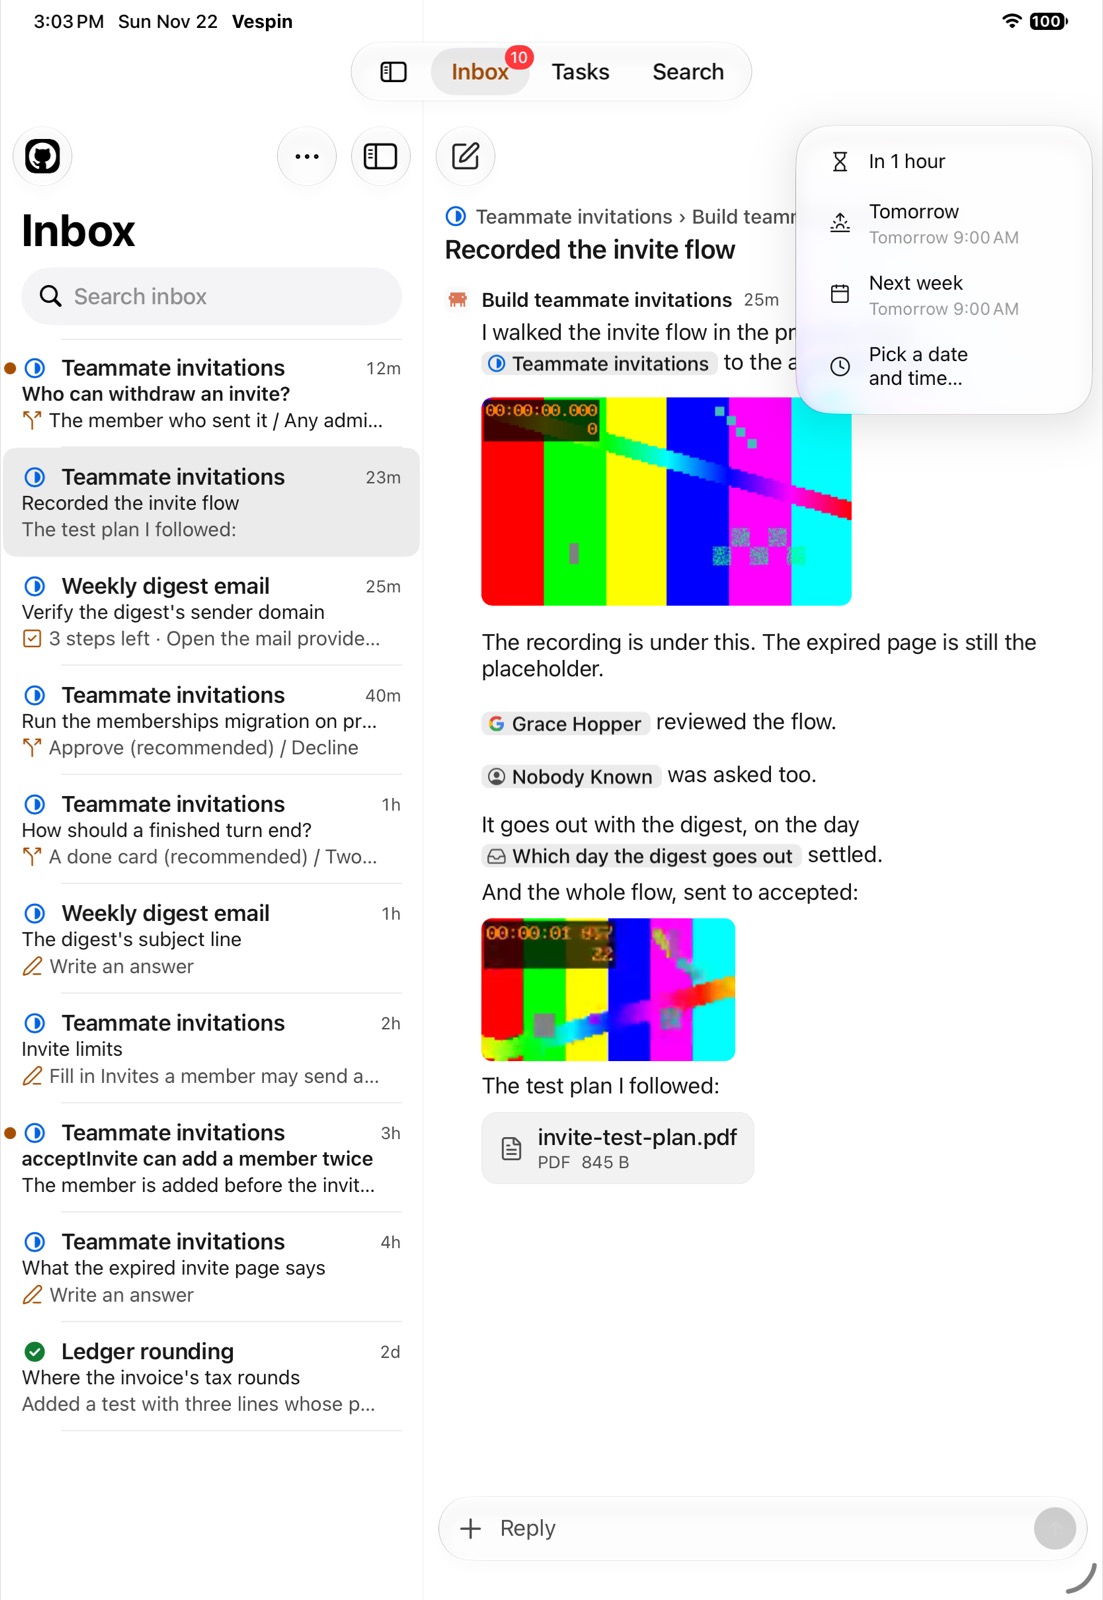 3:03 PM Sun Nov 22 Vespin
100
Inbox
10
Tasks
Search
Inbox
Search inbox
Teammate invitations 12m
Who can withdraw an invite?
The member who sent it / Any admi...
Teammate invitations 23m
Recorded the invite flow
The test plan I followed:
Weekly digest email 25m
Verify the digest's sender domain
3 steps left · Open the mail provide...
Teammate invitations 40m
Run the memberships migration on pr...
Approve (recommended) / Decline
Teammate invitations 1h
How should a finished turn end?
A done card (recommended) / Two...
Weekly digest email 1h
The digest's subject line
Write an answer
Teammate invitations 2h
Invite limits
Fill in Invites a member may send a...
Teammate invitations 3h
acceptInvite can add a member twice
The member is added before the invit...
Teammate invitations 4h
What the expired invite page says
Write an answer
Ledger rounding 2d
Where the invoice's tax rounds
Added a test with three lines whose p...
Teammate invitations › Build
Recorded the invite flow
Build teammate invitations 25m
I walked the invite flow in the
Teammate invitations to the
00:00:00.000
0
The recording is under this. The expired page is still the
placeholder.
Grace Hopper reviewed the flow.
Nobody Known was asked too.
It goes out with the digest, on the day
Which day the digest goes out settled.
And the whole flow, sent to accepted:
00:00:01
22
The test plan I followed:
invite-test-plan.pdf
PDF 845 B
Reply
In 1 hour
Tomorrow
Tomorrow 9:00 AM
Next week
Tomorrow 9:00 AM
Pick a date
and time...